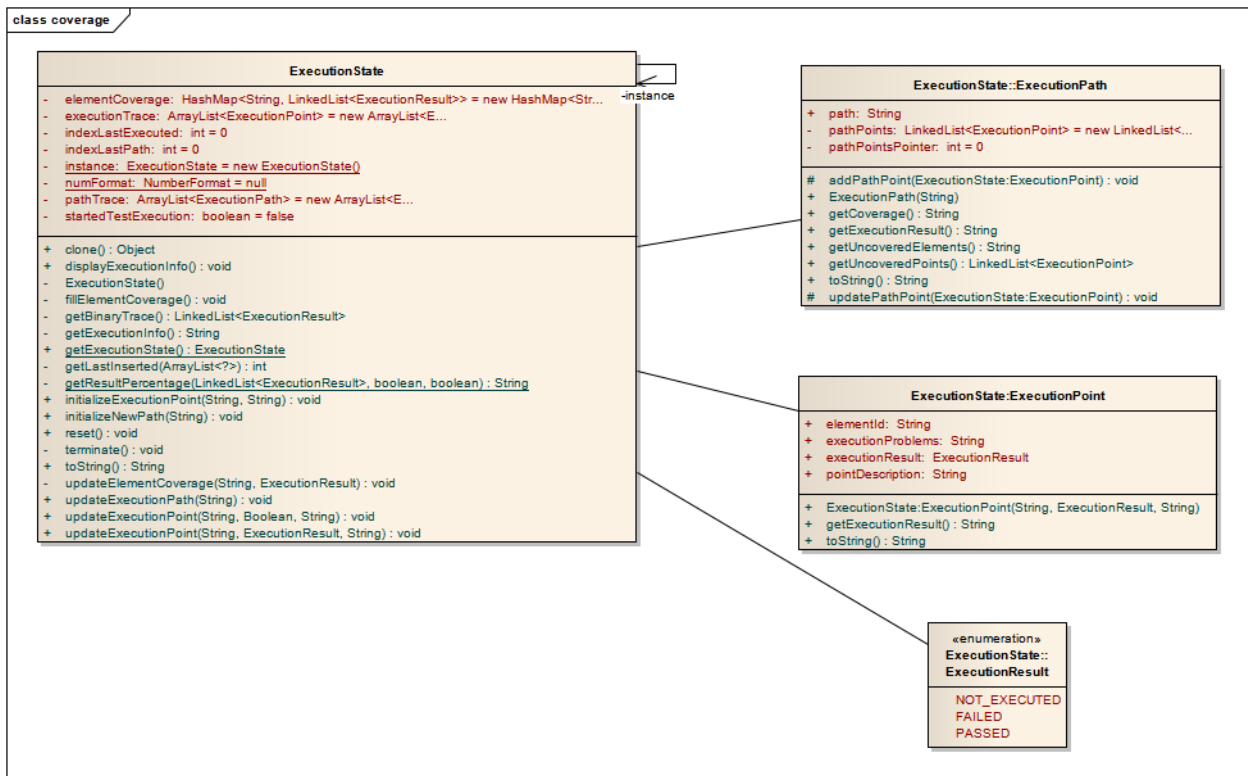 class coverage
ExecutionState
- elementCoverage: HashMap<String, LinkedList<ExecutionResult>> = new HashMap<Str...
- executionTrace: ArrayList<ExecutionPoint> = new ArrayList<E...
- indexLastExecuted: int = 0
- indexLastPath: int = 0
- instance: ExecutionState = new ExecutionState()
- numFormat: NumberFormat = null
- pathTrace: ArrayList<ExecutionPath> = new ArrayList<E...
- startedTestExecution: boolean = false
+ clone() : Object
+ displayExecutionInfo() : void
- ExecutionState()
- fillElementCoverage() : void
- getBinaryTrace() : LinkedList<ExecutionResult>
- getExecutionInfo() : String
+ getExecutionState() : ExecutionState
- getLastInserted(ArrayList<?>) : int
- getResultPercentage(LinkedList<ExecutionResult>, boolean, boolean) : String
+ initializeExecutionPoint(String, String) : void
+ initializeNewPath(String) : void
+ reset() : void
- terminate() : void
+ toString() : String
- updateElementCoverage(String, ExecutionResult) : void
+ updateExecutionPath(String) : void
+ updateExecutionPoint(String, Boolean, String) : void
+ updateExecutionPoint(String, ExecutionResult, String) : void
-instance
ExecutionState::ExecutionPath
+ path: String
- pathPoints: LinkedList<ExecutionPoint> = new LinkedList<...
- pathPointsPointer: int = 0
# addPathPoint(ExecutionState:ExecutionPoint) : void
+ ExecutionPath(String)
+ getCoverage() : String
+ getExecutionResult() : String
+ getUncoveredElements() : String
+ getUncoveredPoints() : LinkedList<ExecutionPoint>
+ toString() : String
# updatePathPoint(ExecutionState:ExecutionPoint) : void
ExecutionState:ExecutionPoint
+ elementId: String
+ executionProblems: String
+ executionResult: ExecutionResult
+ pointDescription: String
+ ExecutionState:ExecutionPoint(String, ExecutionResult, String)
+ getExecutionResult() : String
+ toString() : String
«enumeration»
ExecutionState::
ExecutionResult
NOT_EXECUTED
FAILED
PASSED